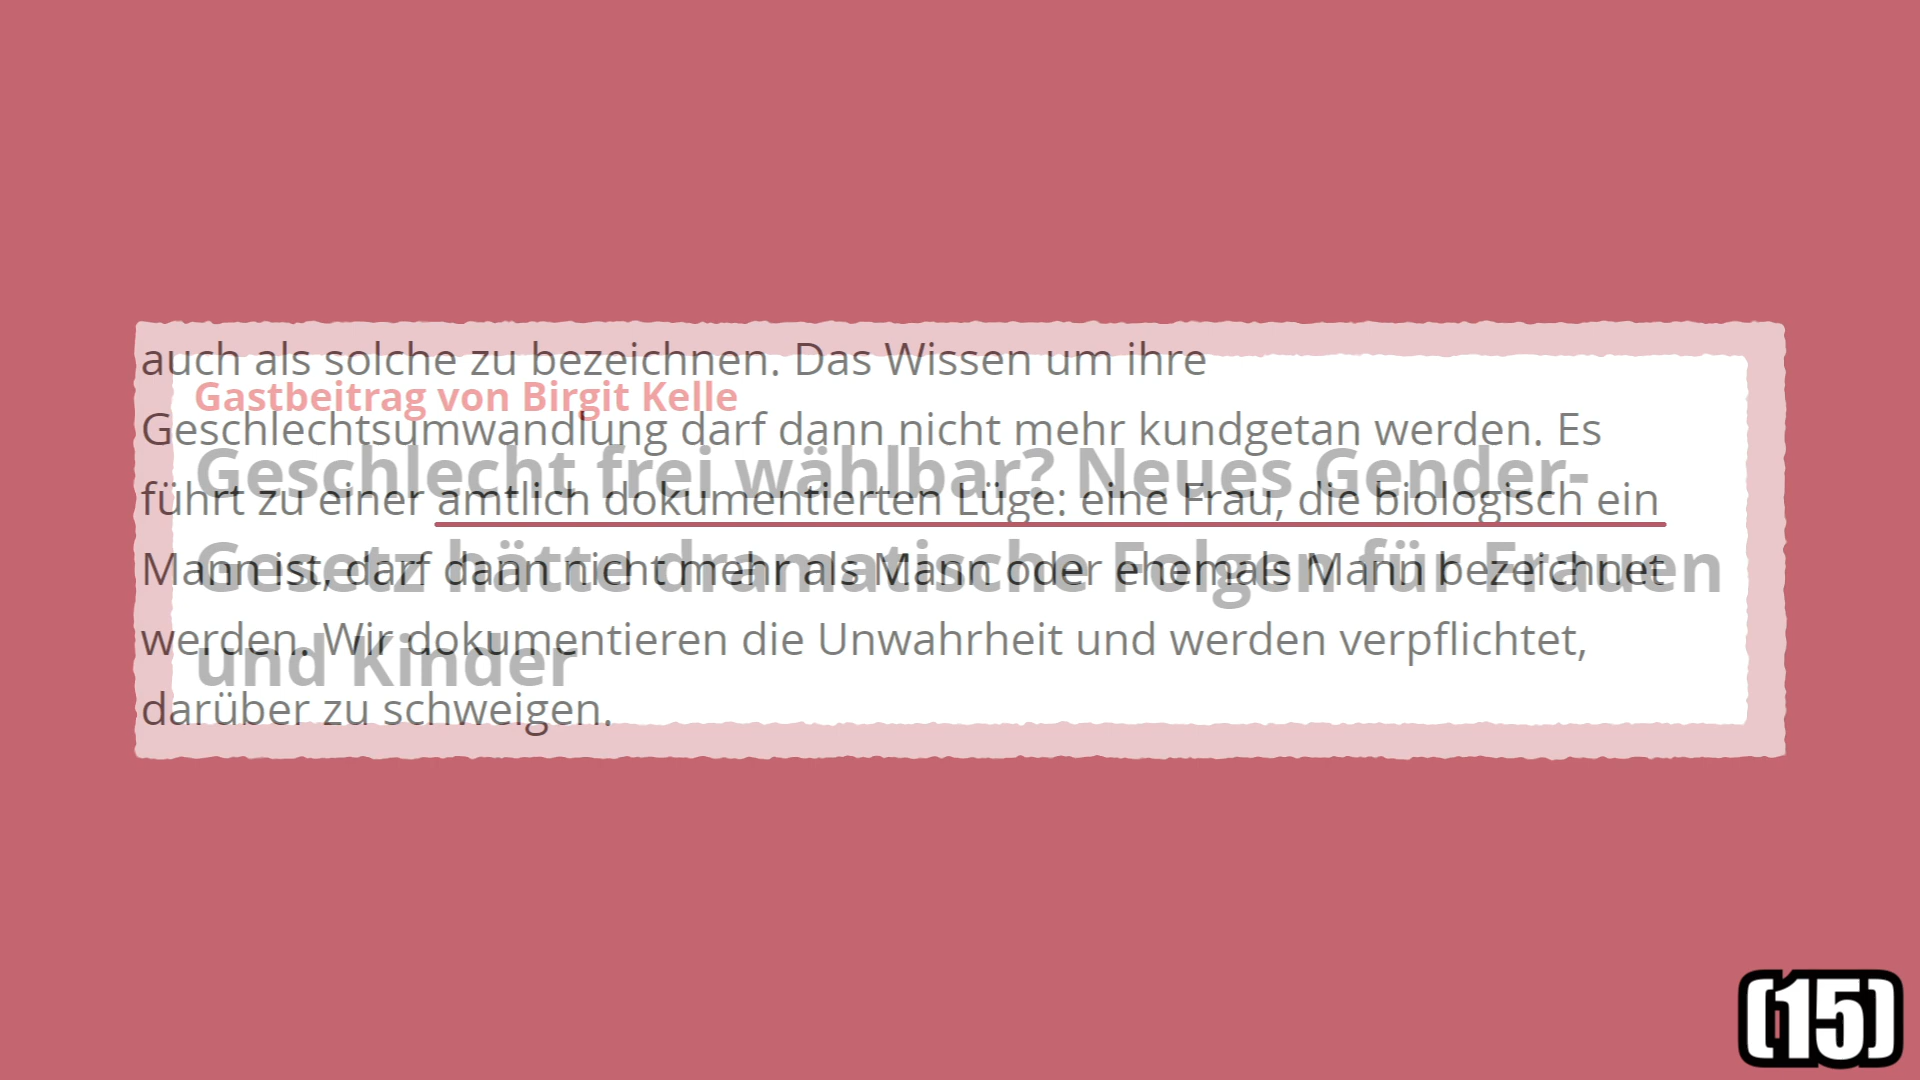 auch als solche zu bezeichnen. Das Wissen um ihre
Geschlechtsumwandlung darf dann nicht mehr kundgetan werden. Es
führt zu einer amtlich dokumentierten Lüge: eine Frau, die biologisch ein
Mann ist, darf dann nicht mehr als Mann oder ehemals Mann bezeichnet
werden. Wir dokumentieren die Unwahrheit und werden verpflichtet,
darüber zu schweigen.
Gastbeitrag von Birgit Kelle
Geschlecht frei wählbar? Neues Gender-
Gesetz hätte dramatische Folgen für Frauen
und Kinder
(15)